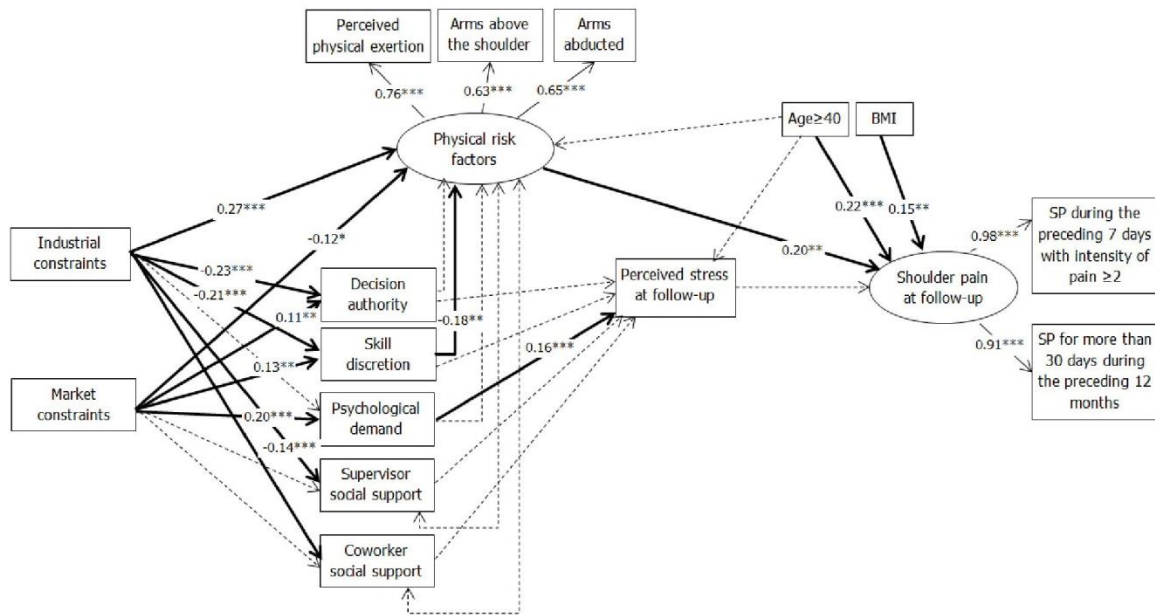 Perceived
physical exertion
Arms above
the shoulder
Arms
abducted
0.76***
0.63***
0.65***
Physical risk
factors
Age≥40
BMI
0.27***
-0.12*
0.22***
0.15**
0.20**
Industrial
constraints
-0.23***
-0.21***
0.11**
Decision
authority
-0.18**
Perceived stress
at follow-up
Shoulder pain
at follow-up
0.98***
SP during the
preceding 7 days
with intensity of
pain ≥2
Skill
discretion
0.13**
0.16***
0.91***
SP for more than
30 days during
the preceding 12
months
Market
constraints
0.20***
Psychological
demand
-0.14***
Supervisor
social support
Coworker
social support